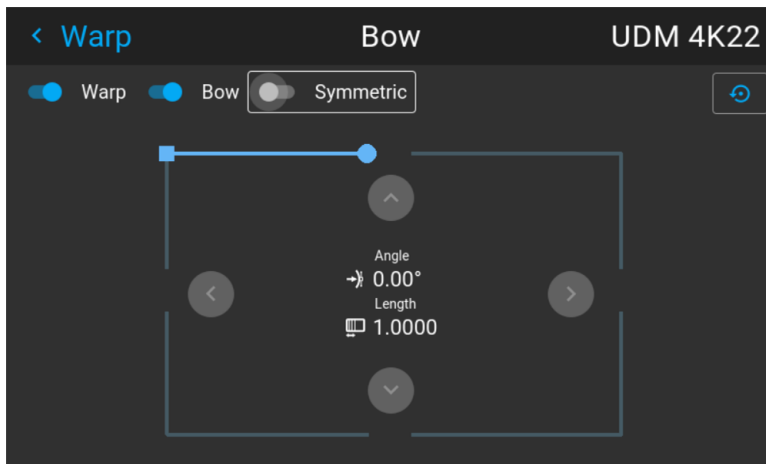 Warp Bow UDM 4K22
Warp Bow Symmetric
Angle
0.00°
Length
1.0000